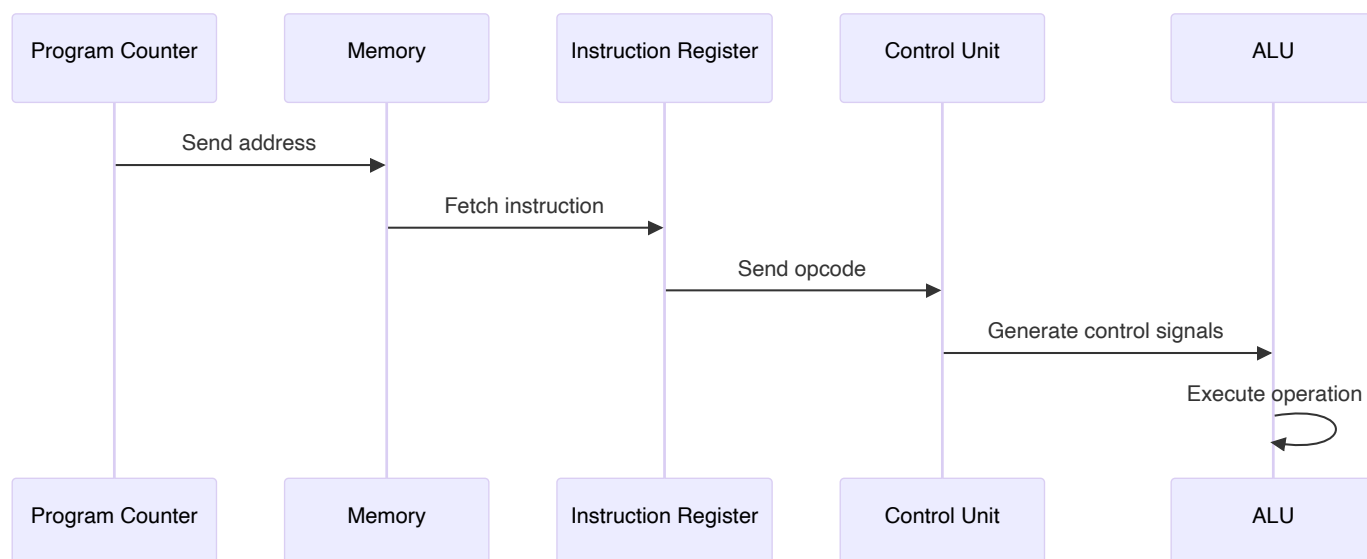 Program Counter
Memory
Instruction Register
Control Unit
ALU
Send address
Fetch instruction
Send opcode
Generate control signals
Execute operation
Program Counter
Memory
Instruction Register
Control Unit
ALU